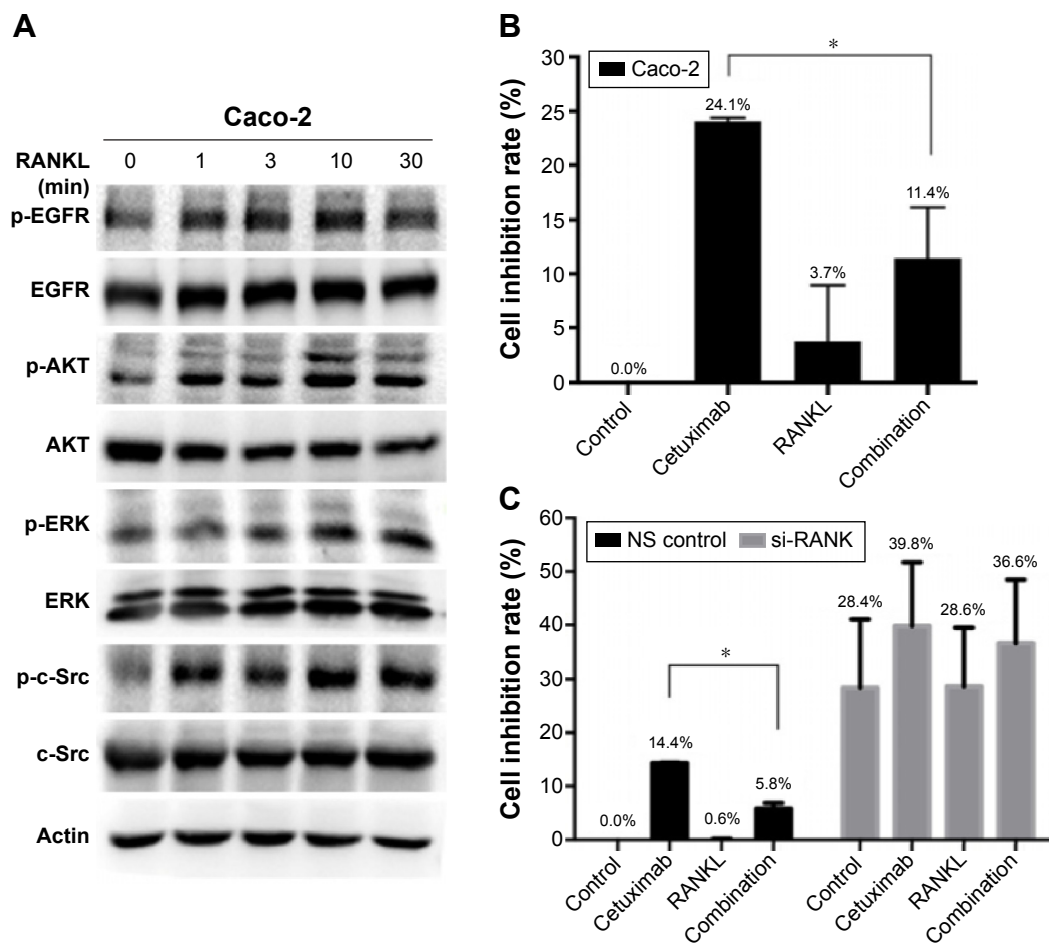 A
Caco-2
RANKL 0 1 3 10 30
(min)
p-EGFR
EGFR
p-AKT
AKT
p-ERK
ERK
p-c-Src
c-Src
Actin
B
Cell inhibition rate (%)
30
25
20
15
10
5
0
Caco-2
*
0.0%
24.1%
3.7%
11.4%
Control
Cetuximab
RANKL
Combination
C
Cell inhibition rate (%)
60
50
40
30
20
10
0
NS control si-RANK
*
0.0%
14.4%
0.6%
5.8%
28.4%
39.8%
28.6%
36.6%
Control
Cetuximab
RANKL
Combination
Control
Cetuximab
RANKL
Combination